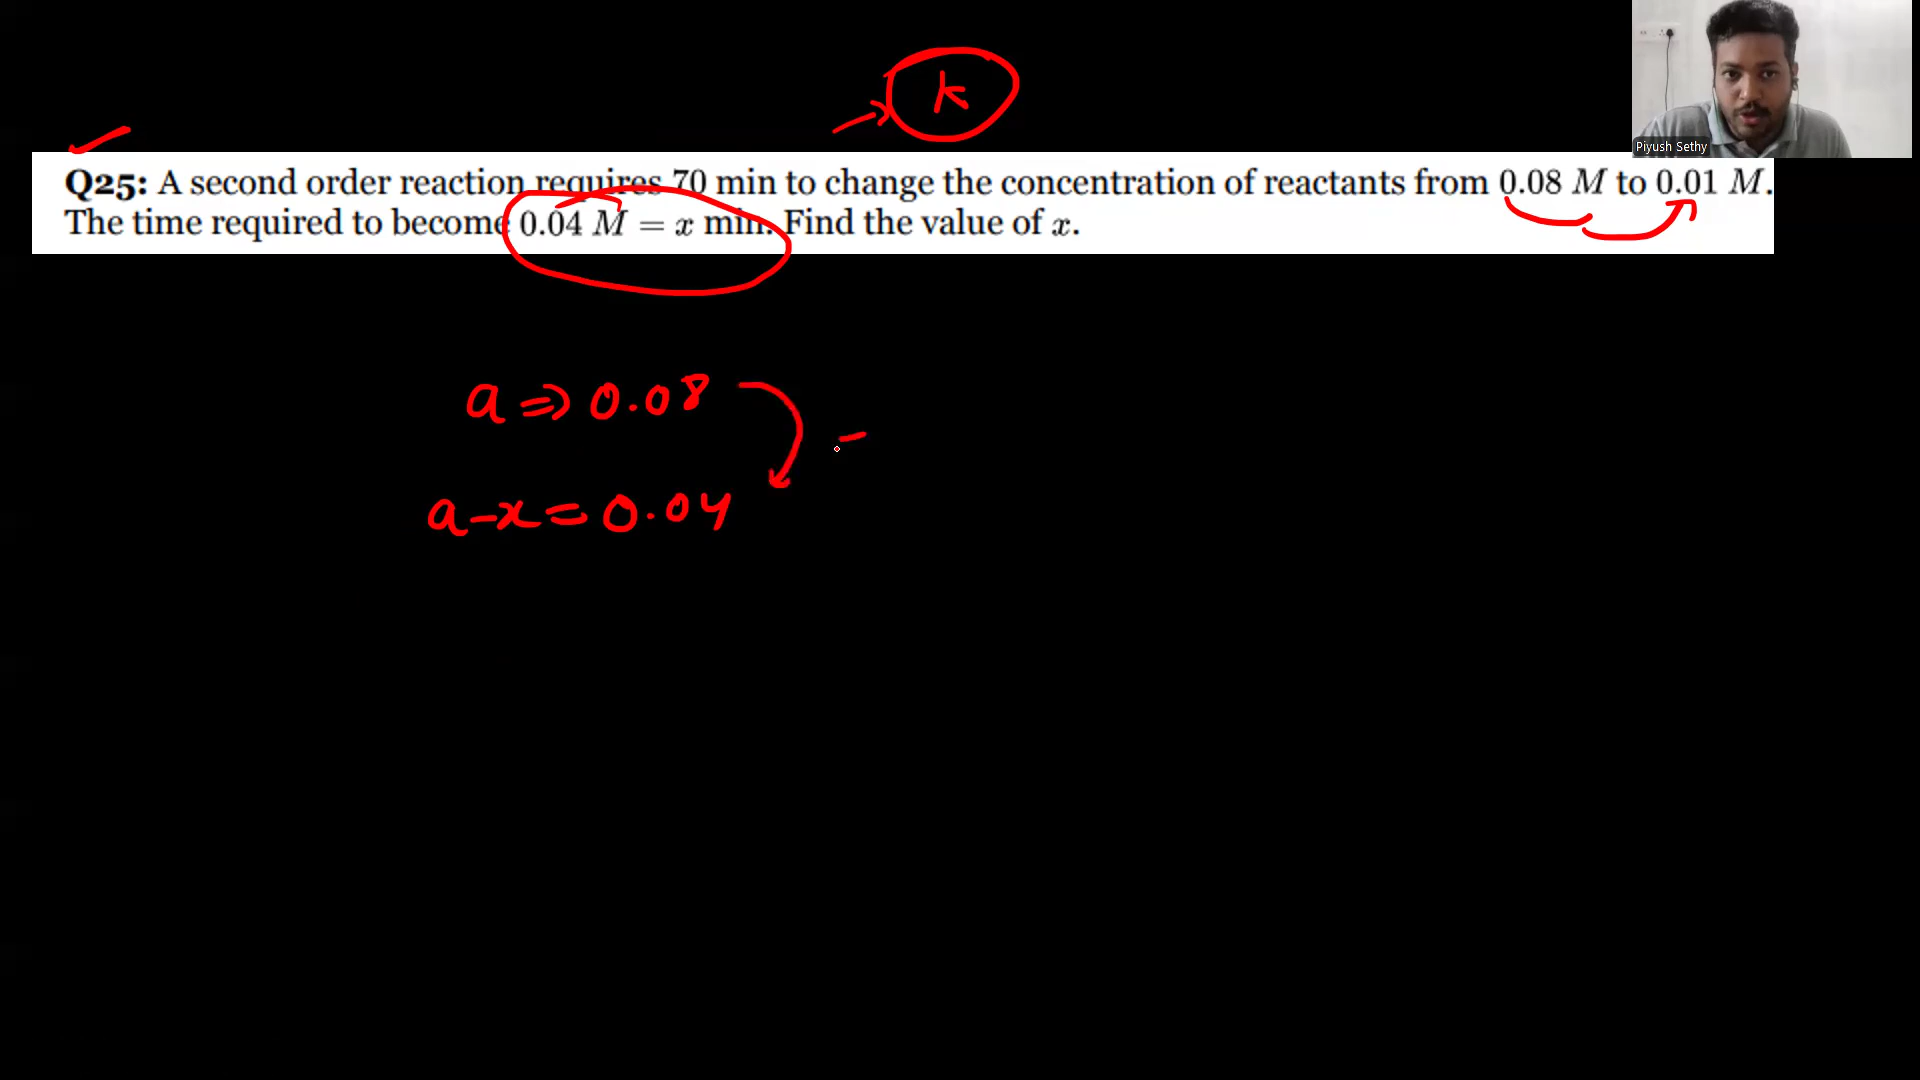 k
Piyush Sethy
Q25: A second order reaction requires 70 min to change the concentration of reactants from 0.08 M to 0.01 M.
The time required to become 0.04 M = x min. Find the value of x.
a ⇒ 0.08
a-x = 0.04